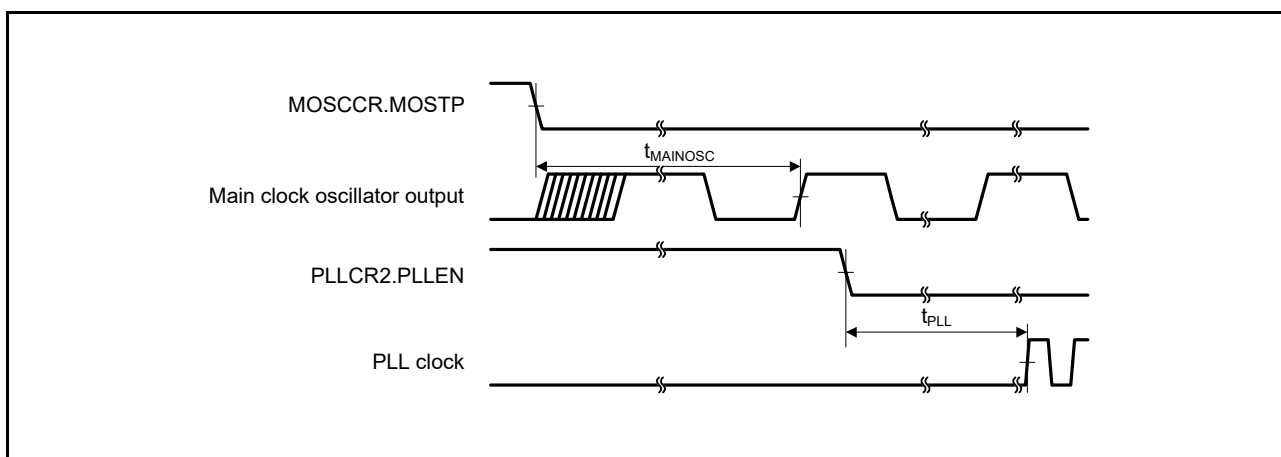 MOSCCR.MOSTP
tMAINOSC
Main clock oscillator output
PLLCR2.PLLEN
tPLL
PLL clock